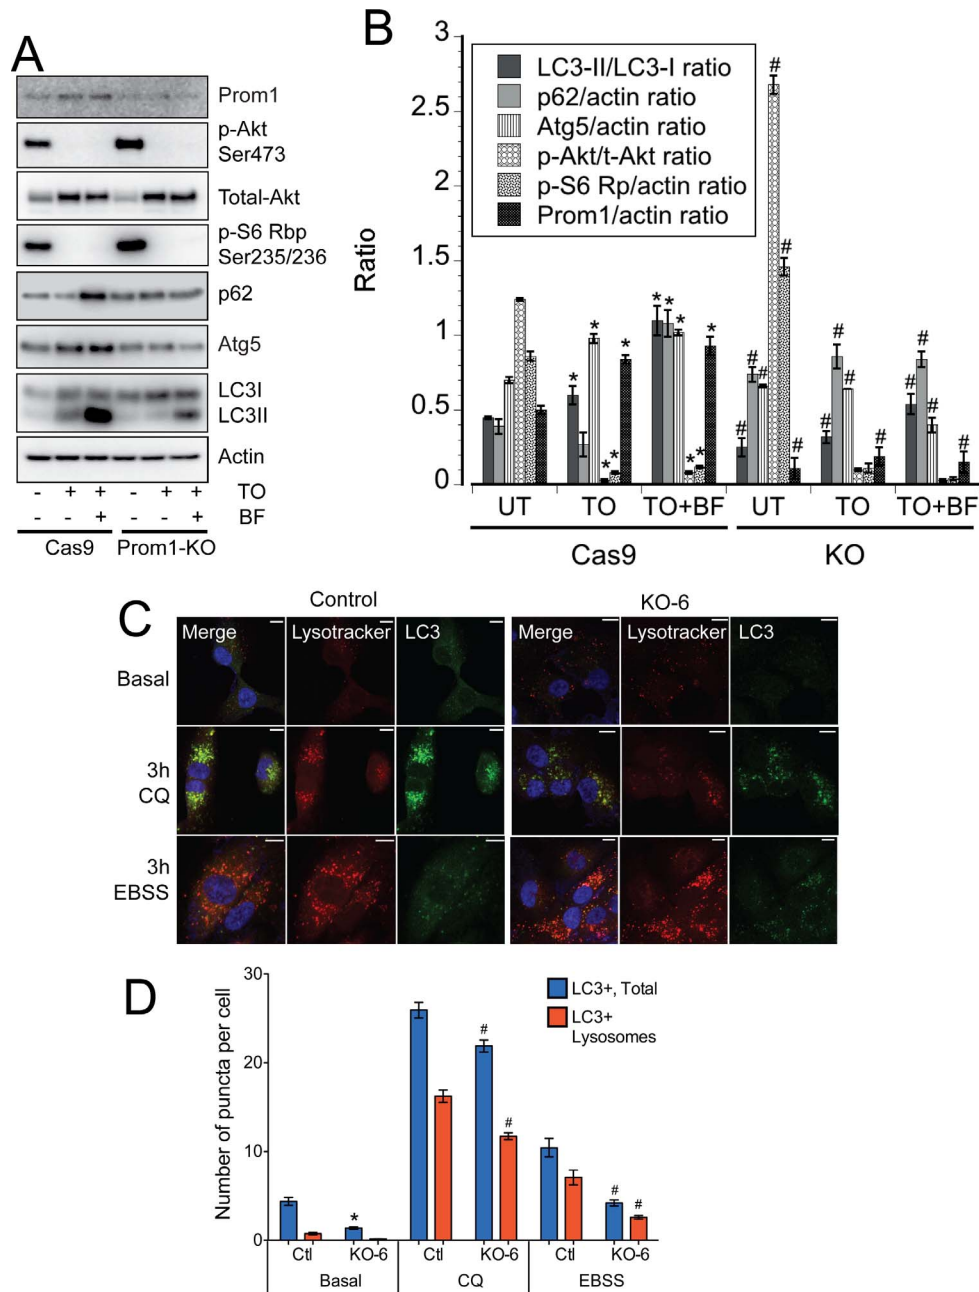 A
Prom1
p-Akt
Ser473
Total-Akt
p-S6 Rbp
Ser235/236
p62
Atg5
LC3I
LC3II
Actin
- + + - + + TO
- - + - - + BF
Cas9 Prom1-KO
B
3
2.5
2
1.5
1
0.5
0
Ratio
LC3-II/LC3-I ratio
p62/actin ratio
Atg5/actin ratio
p-Akt/t-Akt ratio
p-S6 Rp/actin ratio
Prom1/actin ratio
* * * * *
* * * * * *
# # # # # #
# # # #
# # # #
UT TO TO+BF UT TO TO+BF
Cas9 KO
C
Control KO-6
Merge Lysotracker LC3 Merge Lysotracker LC3
Basal
3h
CQ
3h
EBSS
D
30
20
10
0
Number of puncta per cell
LC3+, Total
LC3+
Lysosomes
* # # # #
Ctl KO-6 Ctl KO-6 Ctl KO-6
Basal CQ EBSS